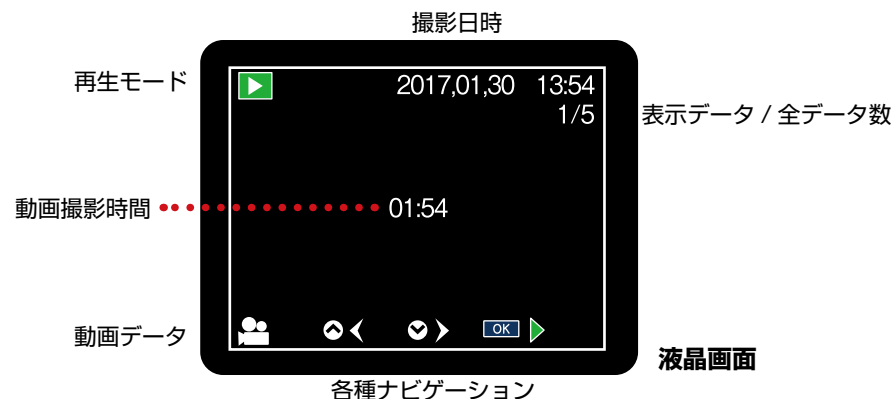 撮影日時
再生モード
2017,01,30 13:54
1/5
表示データ / 全データ数
動画撮影時間
01:54
動画データ
OK
液晶画面
各種ナビゲーション